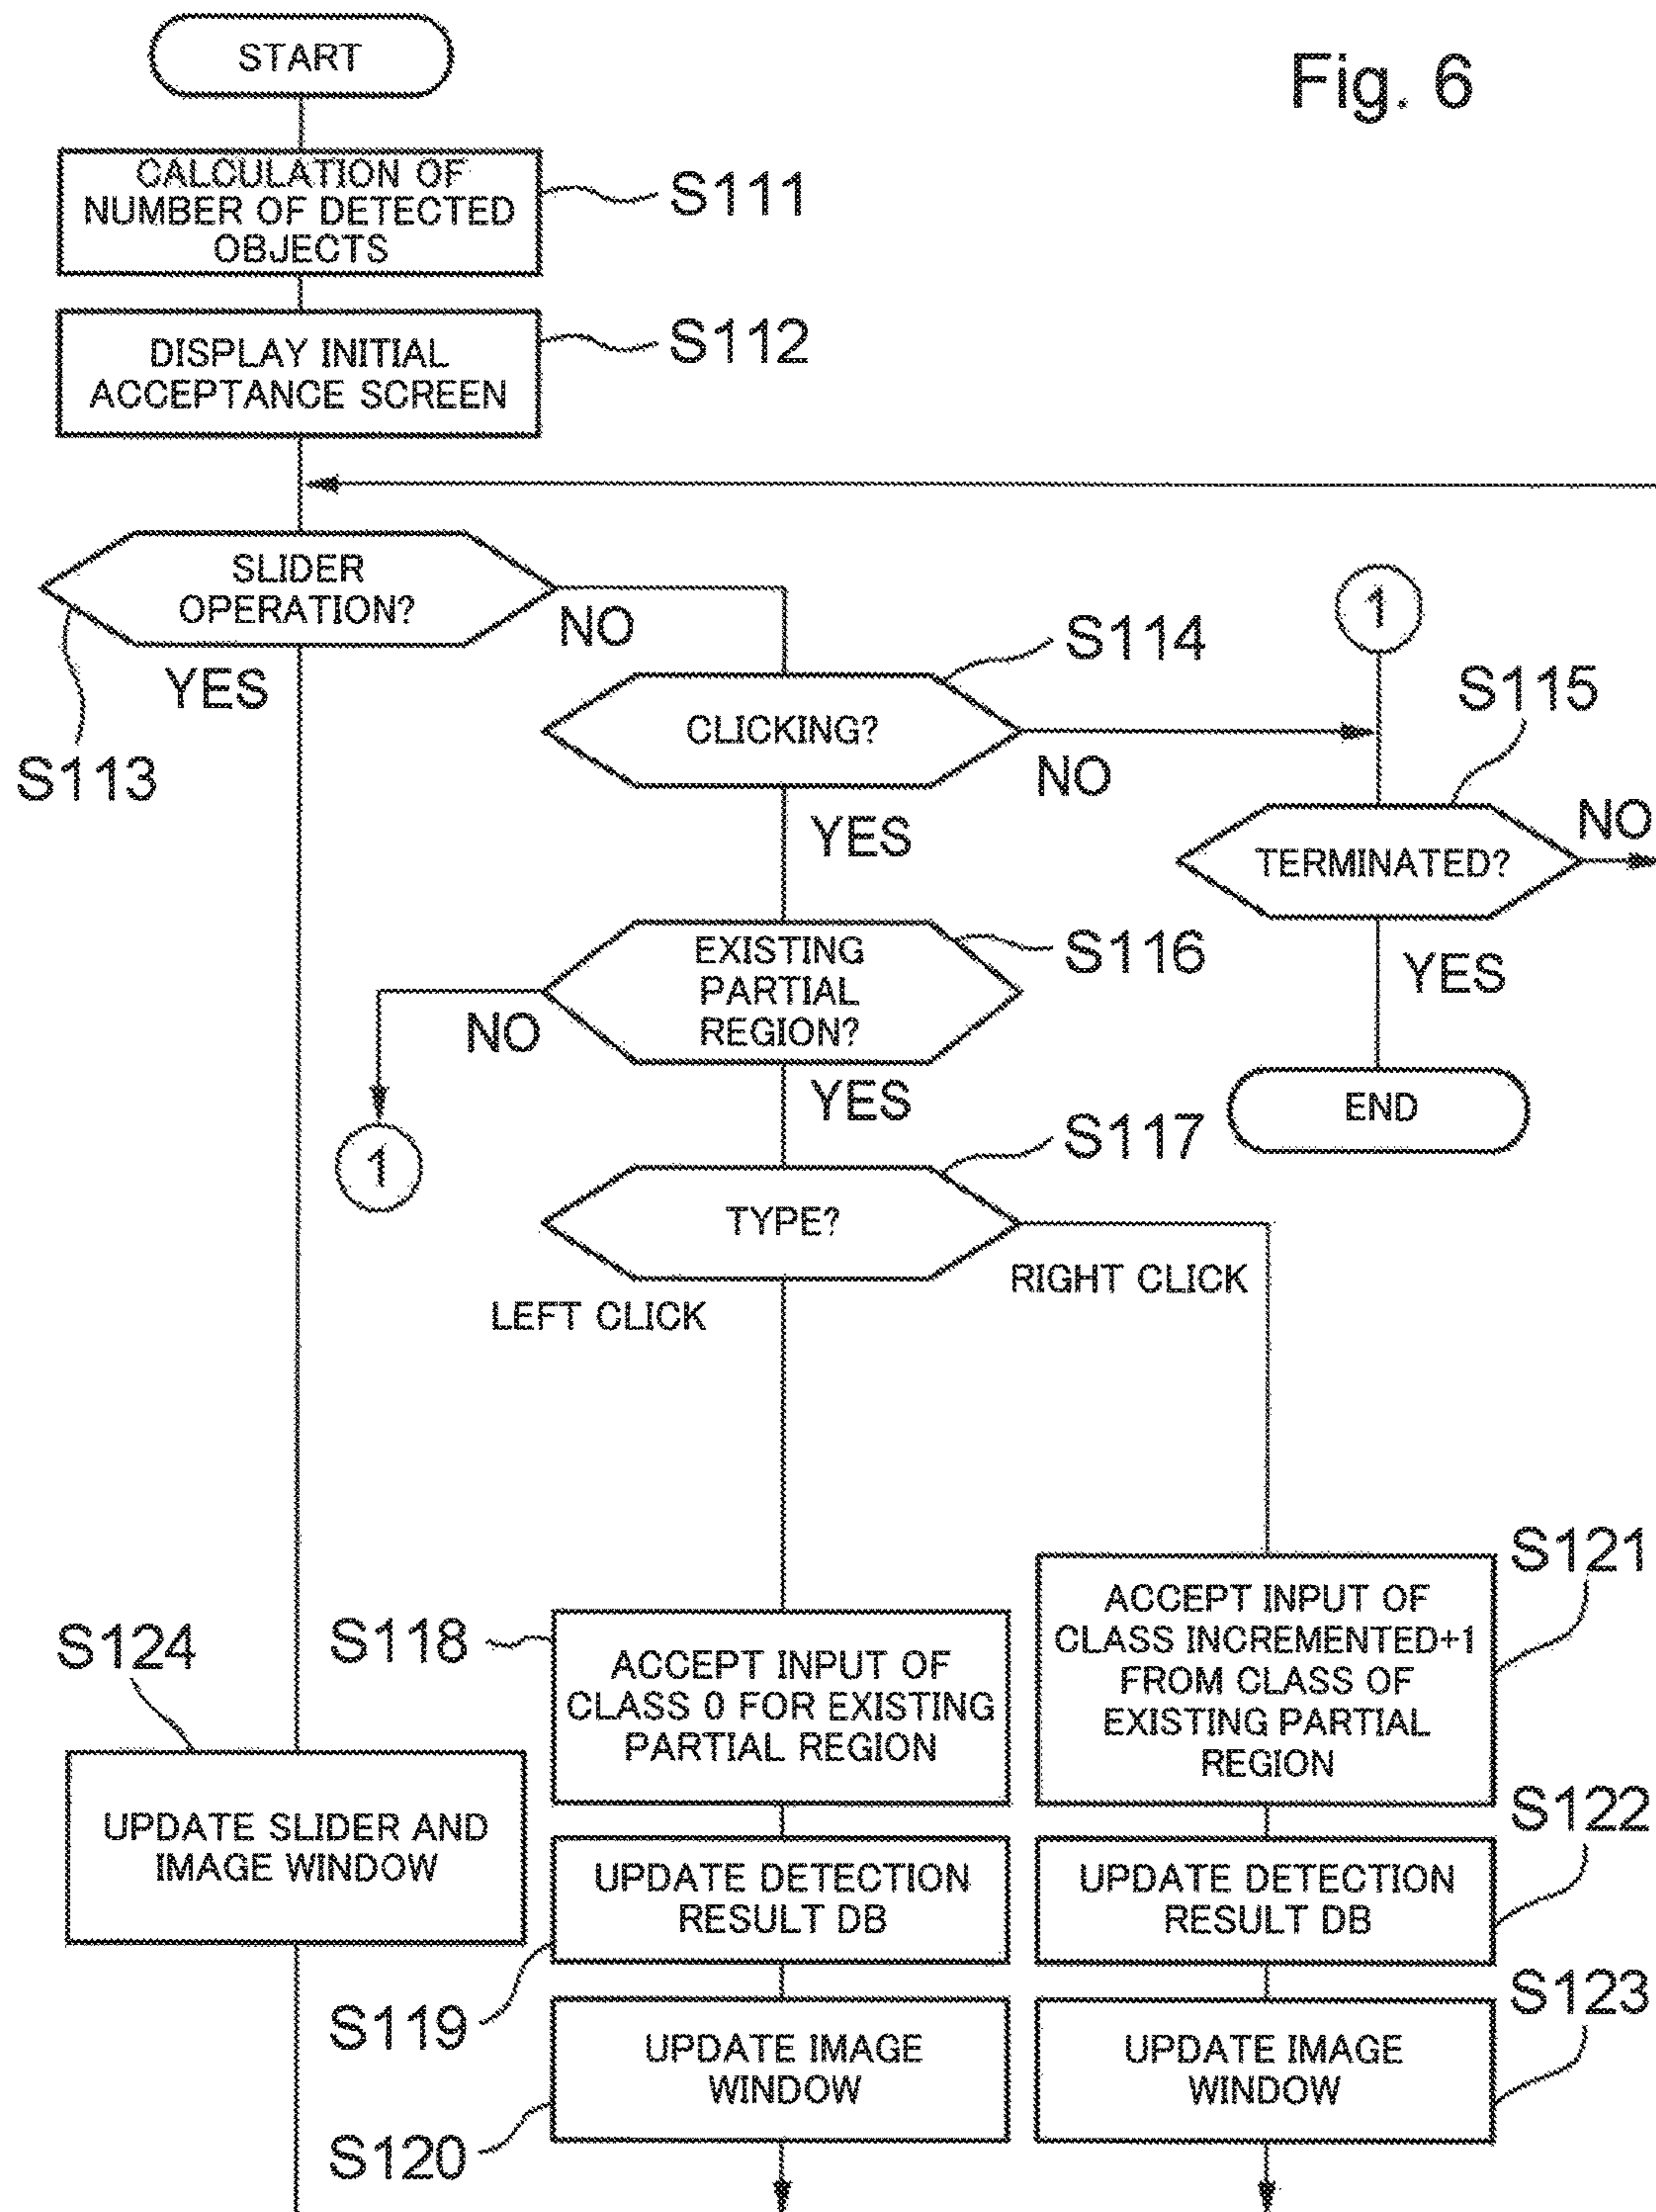 Fig. 6
START
CALCULATION OF
NUMBER OF DETECTED
OBJECTS
S111
DISPLAY INITIAL
ACCEPTANCE SCREEN
S112
SLIDER
OPERATION?
NO
YES
S113
CLICKING?
S114
NO
YES
1
S115
TERMINATED?
NO
YES
END
EXISTING
PARTIAL
REGION?
S116
NO
YES
1
S117
TYPE?
LEFT CLICK
RIGHT CLICK
S124
UPDATE SLIDER AND
IMAGE WINDOW
S118
ACCEPT INPUT OF
CLASS 0 FOR EXISTING
PARTIAL REGION
UPDATE DETECTION
RESULT DB
S119
UPDATE IMAGE
WINDOW
S120
S121
ACCEPT INPUT OF
CLASS INCREMENTED+1
FROM CLASS OF
EXISTING PARTIAL
REGION
S122
UPDATE DETECTION
RESULT DB
S123
UPDATE IMAGE
WINDOW